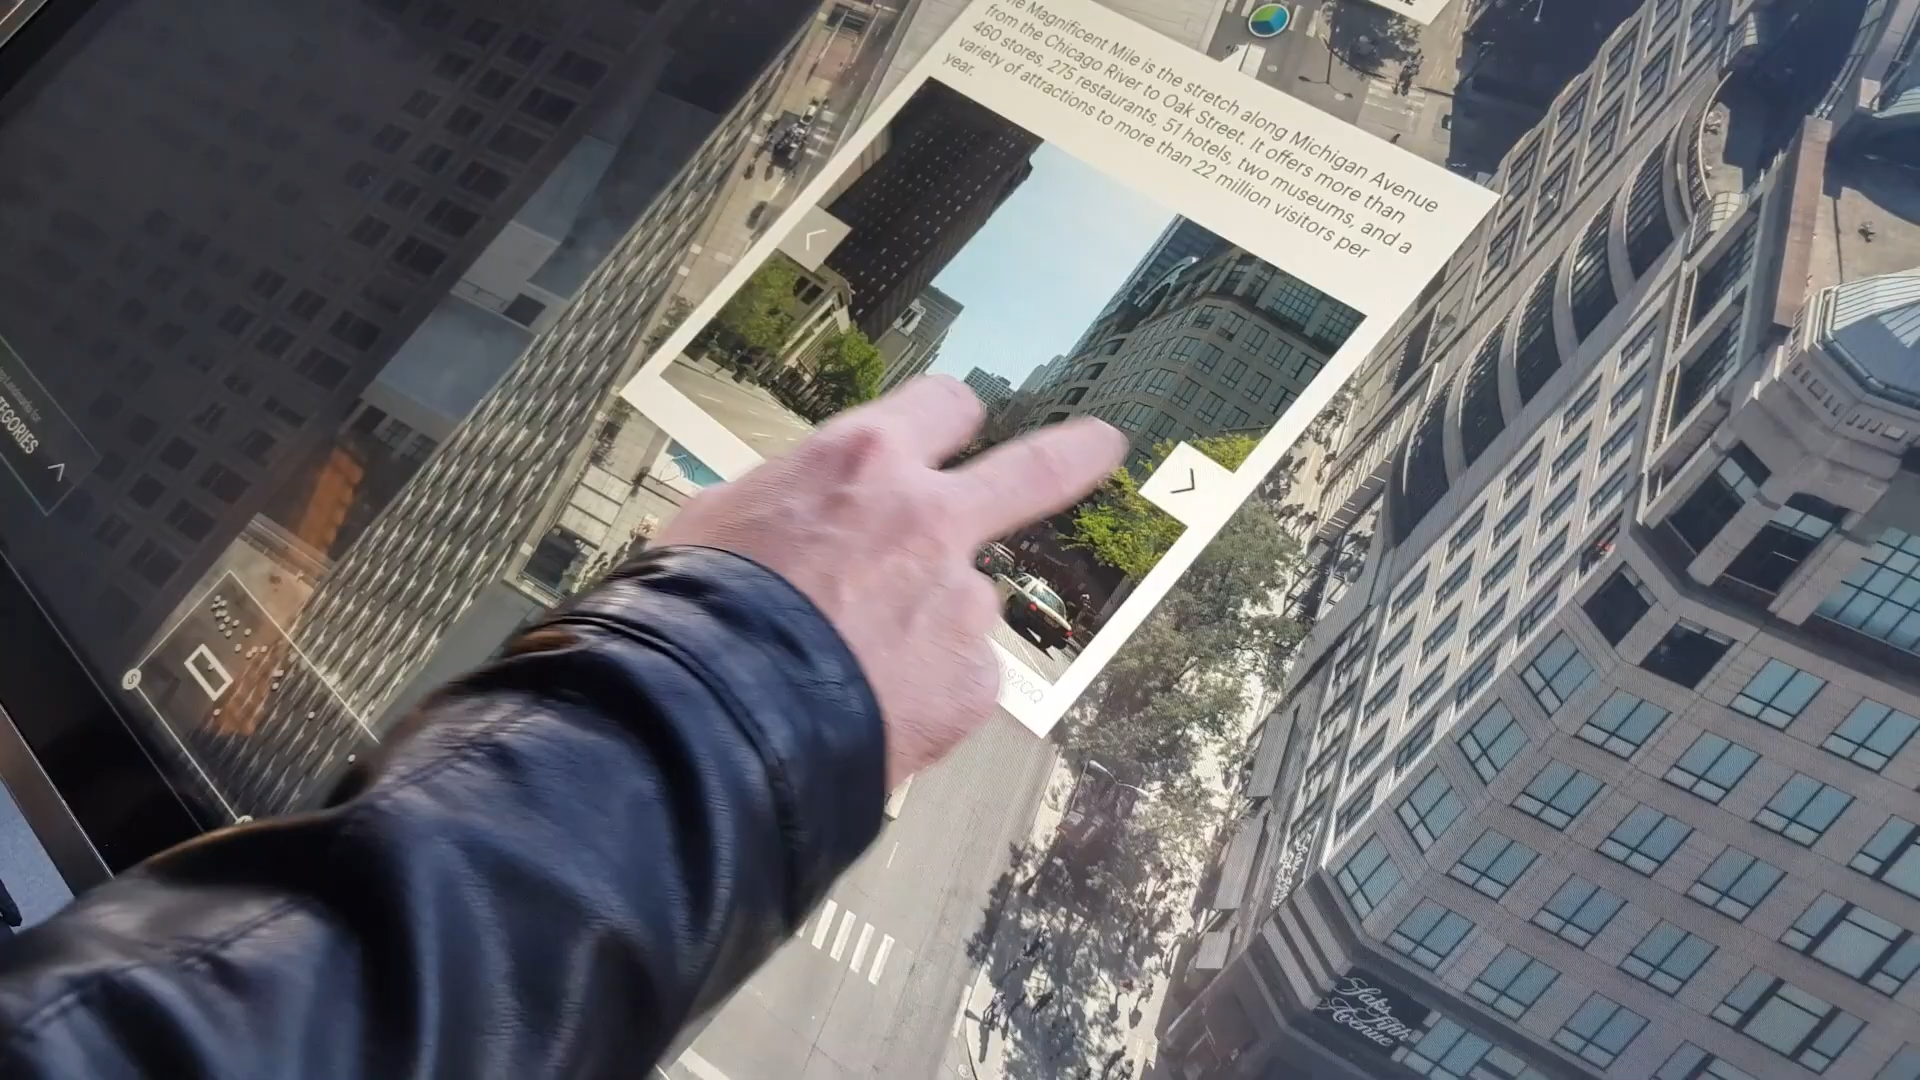 The Magnificent Mile is the stretch along Michigan Avenue
from the Chicago River to Oak Street. It offers more than
460 stores, 275 restaurants, 51 hotels, two museums, and a
variety of attractions to more than 22 million visitors per
year.
Saks
Fifth
Avenue